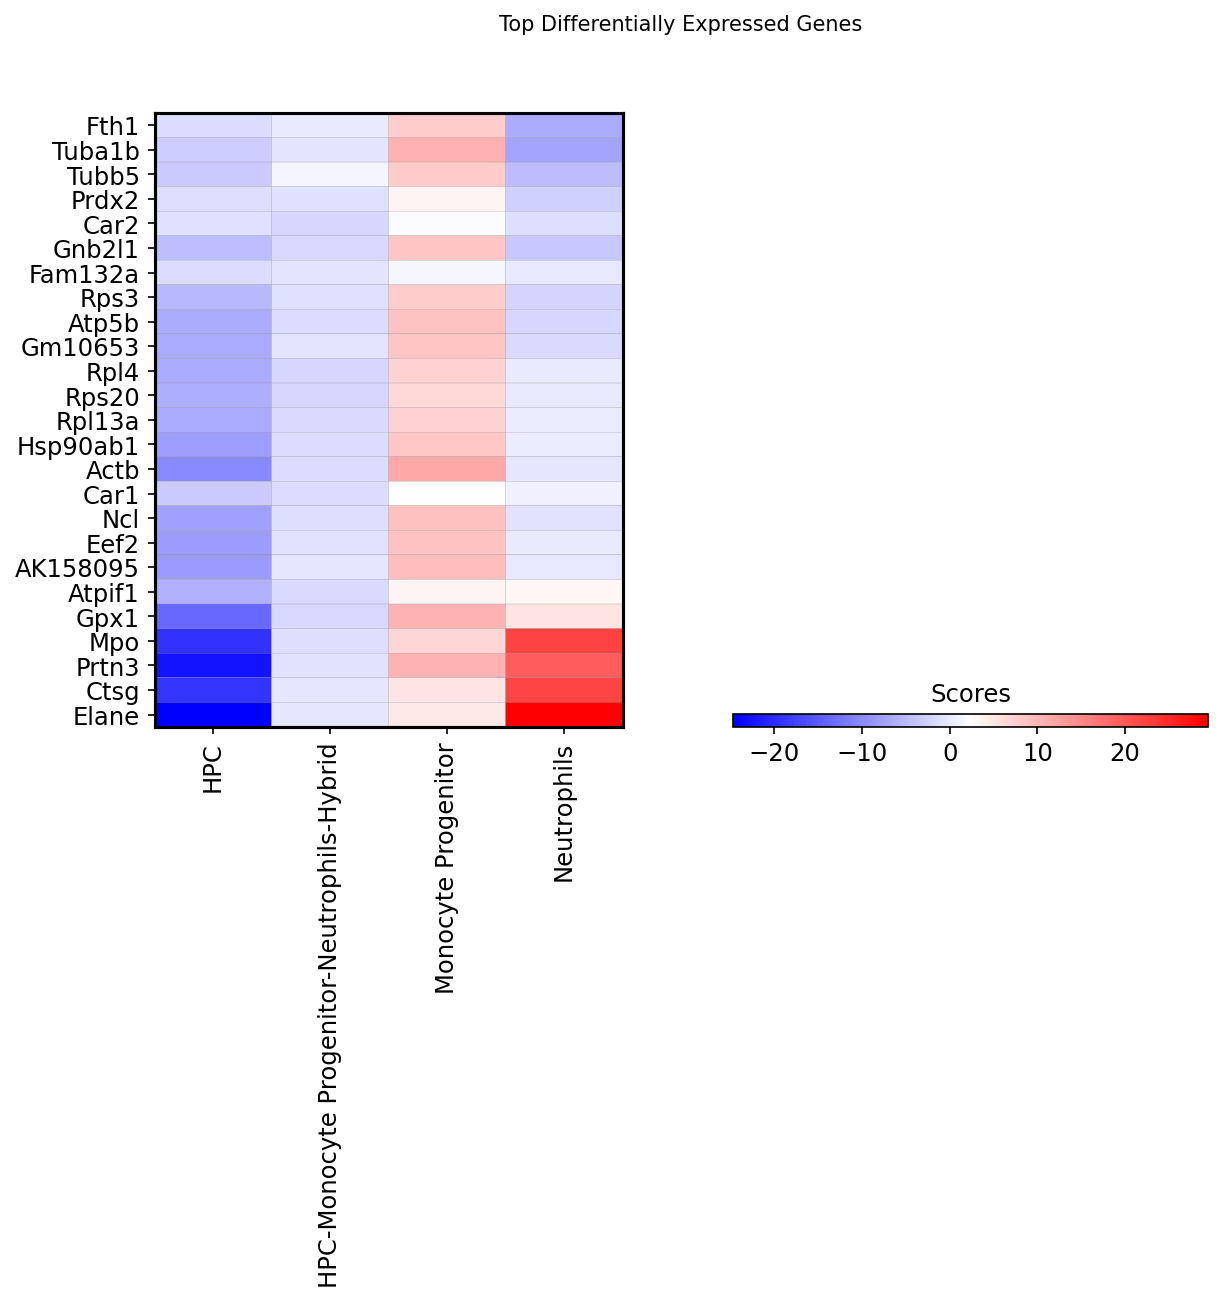 Top Differentially Expressed Genes
Fth1
Tuba1b
Tubb5
Prdx2
Car2
Gnb2l1
Fam132a
Rps3
Atp5b
Gm10653
Rpl4
Rps20
Rpl13a
Hsp90ab1
Actb
Car1
Ncl
Eef2
AK158095
Atpif1
Gpx1
Mpo
Prtn3
Ctsg
Elane
HPC
HPC-Monocyte Progenitor-Neutrophils-Hybrid
Monocyte Progenitor
Neutrophils
Scores
−20 −10 0 10 20